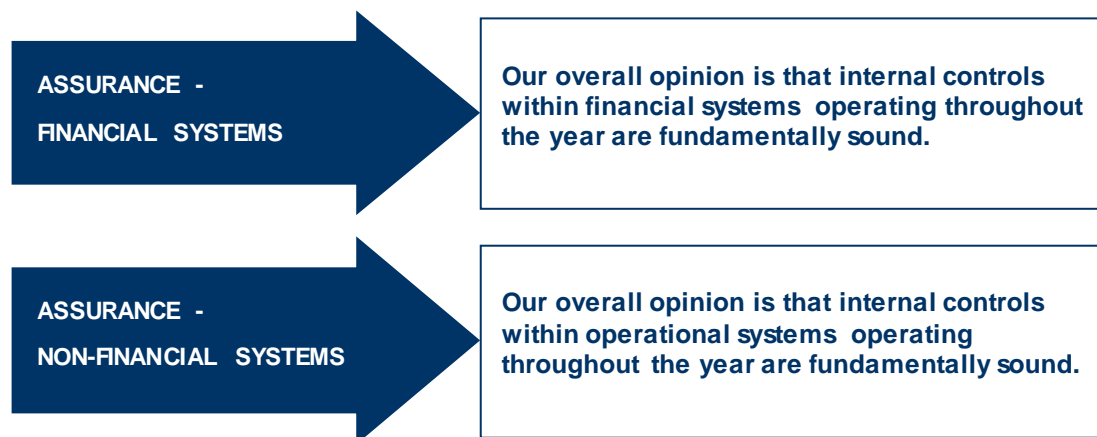 ASSURANCE -
FINANCIAL SYSTEMS
Our overall opinion is that internal controls
within financial systems operating throughout
the year are fundamentally sound.
ASSURANCE -
NON-FINANCIAL SYSTEMS
Our overall opinion is that internal controls
within operational systems operating
throughout the year are fundamentally sound.